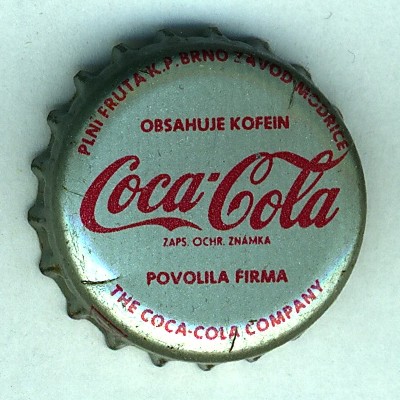 PLNÍ FRUTA K.P. BRNO ZÁVOD MODŘICE
OBSAHUJE KOFEIN
Coca-Cola
ZAPS. OCHR. ZNÁMKA
POVOLILA FIRMA
THE COCA-COLA COMPANY